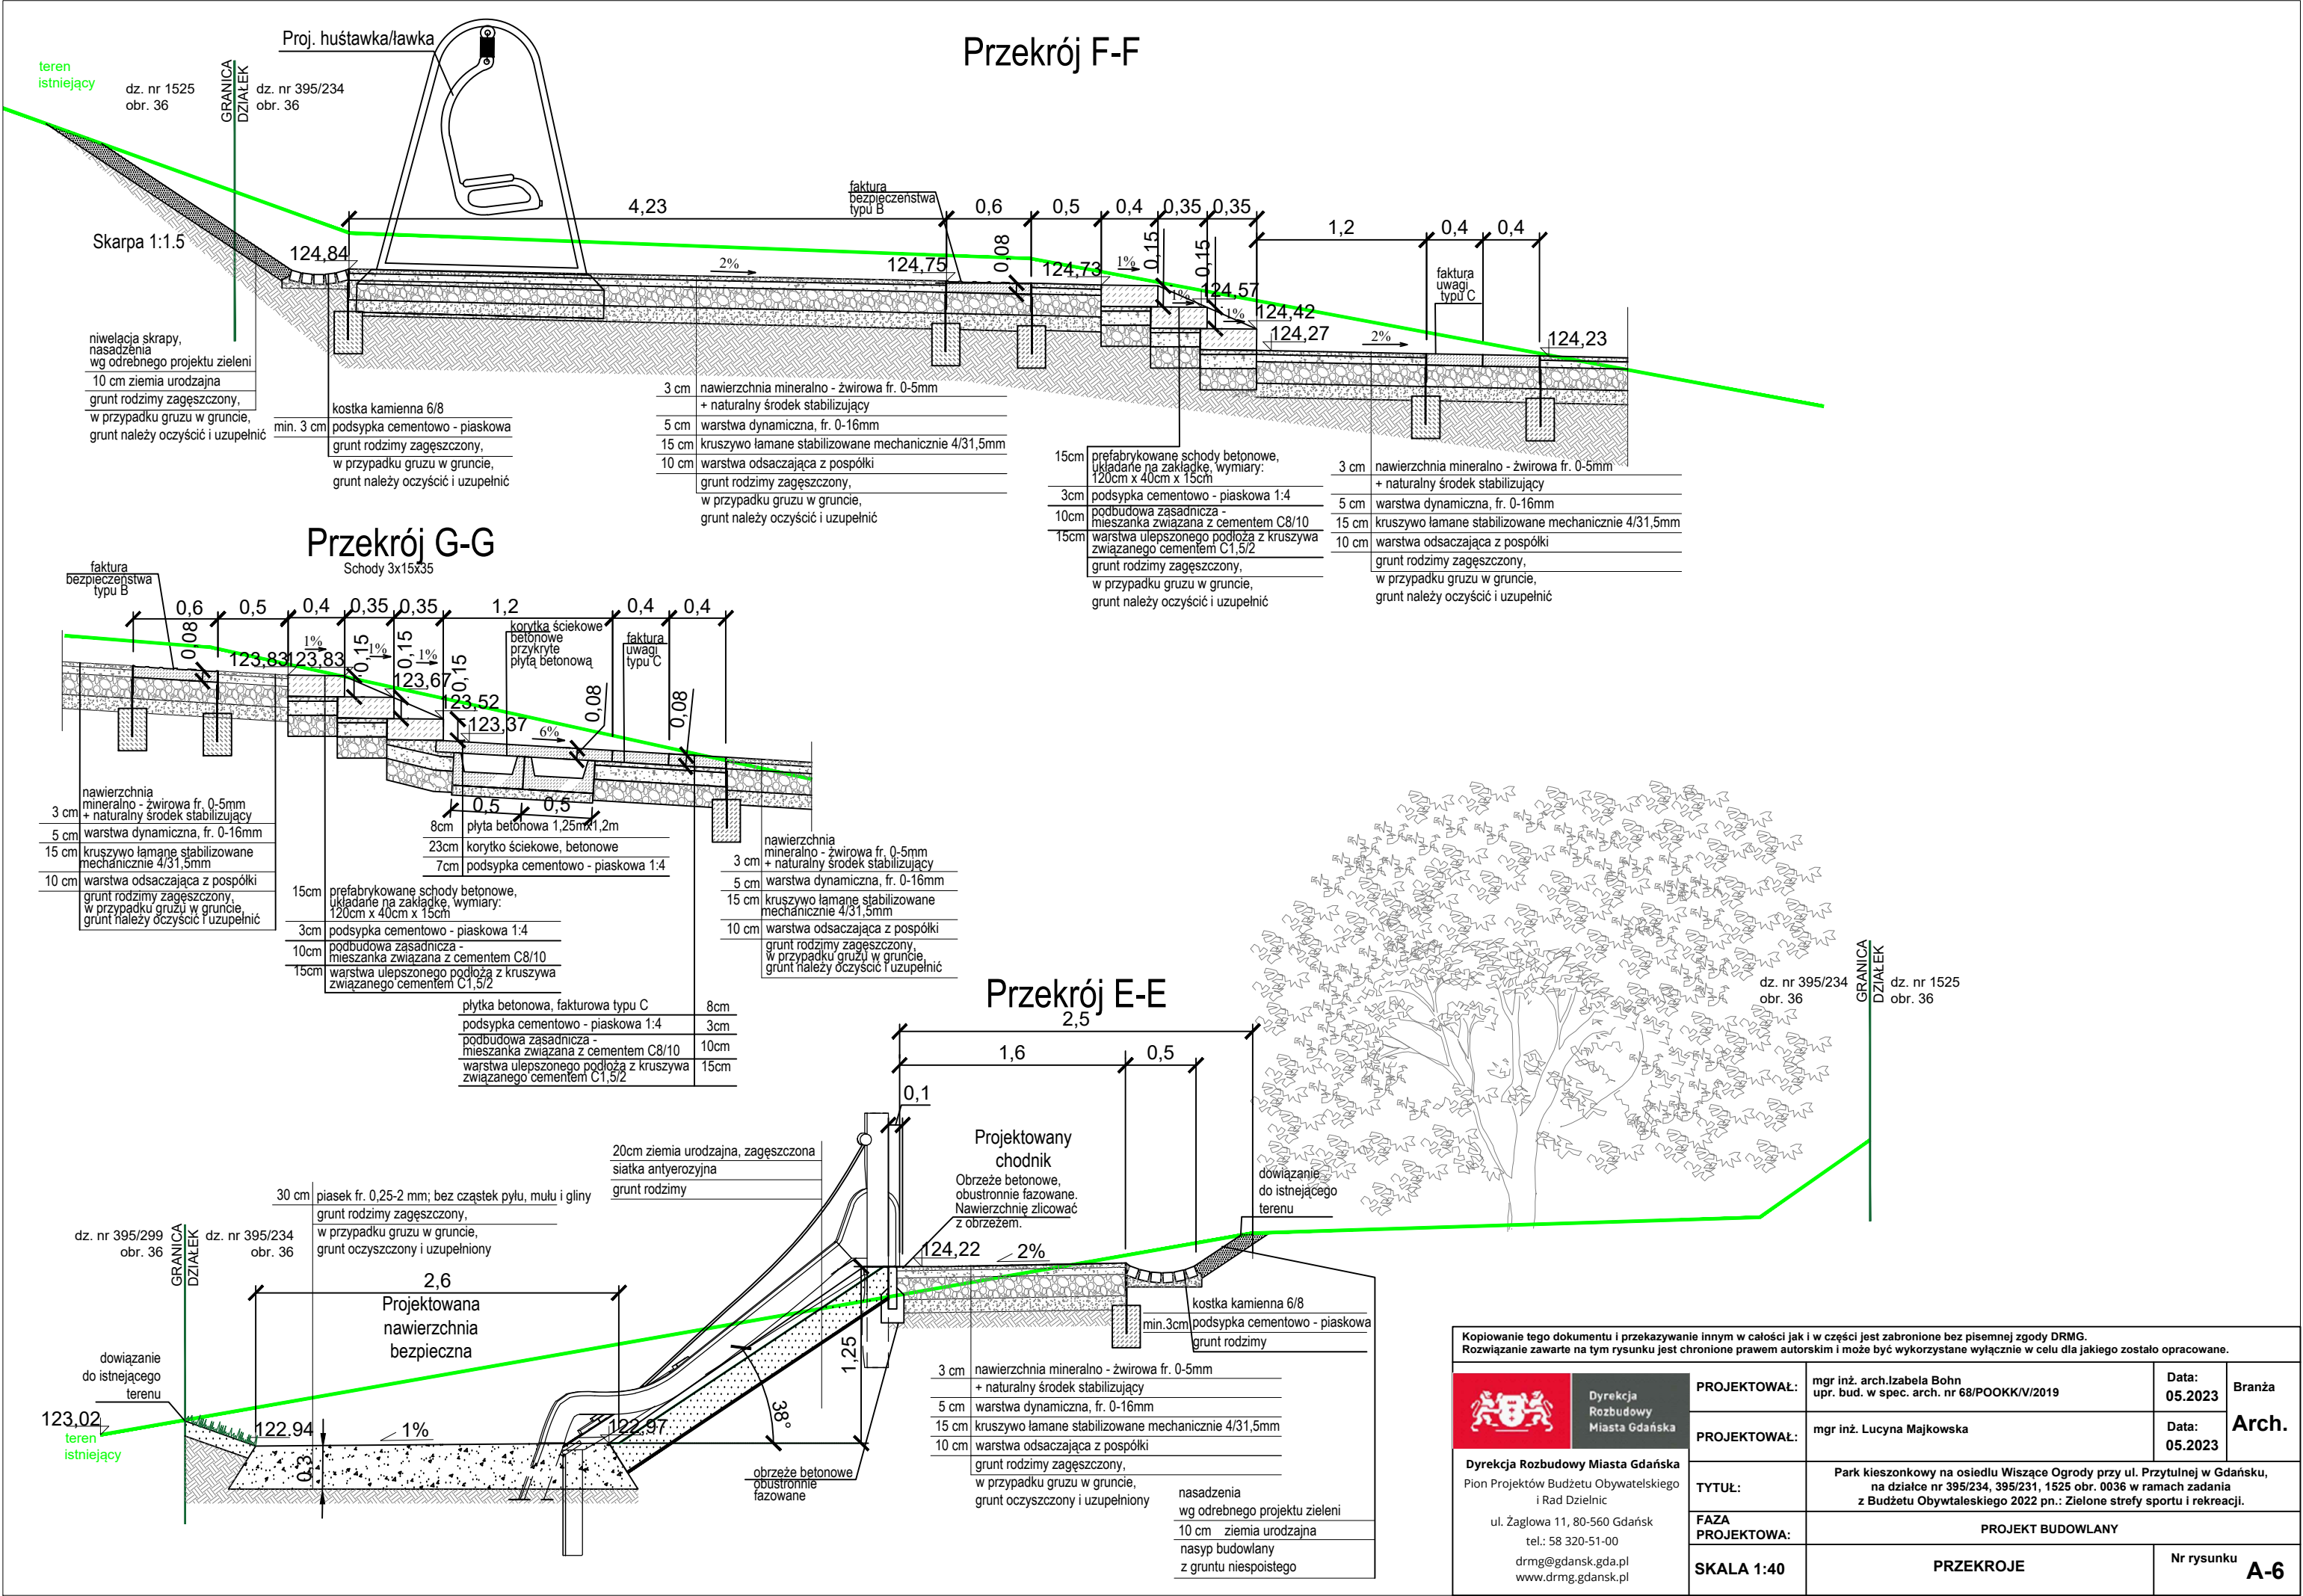 Przekrój F-F
Proj. huśtawka/ławka
teren
istniejący
dz. nr 1525
obr. 36
GRANICA
DZIAŁEK
dz. nr 395/234
obr. 36
Skarpa 1:1.5
124,84
4,23
faktura
bezpieczeństwa
typu B
0,6
0,5
0,4
0,35
0,35
1,2
0,4
0,4
2%
124,75
0,08
124,73
1%
0,15
0,15
1%
124,57
1%
124,42
124,27
2%
faktura
uwagi
typu C
124,23
niwelacja skrapy,
nasadzenia
wg odrebnego projektu zieleni
10 cm ziemia urodzajna
grunt rodzimy zagęszczony,
w przypadku gruzu w gruncie,
grunt należy oczyścić i uzupełnić
kostka kamienna 6/8
min. 3 cm podsypka cementowo - piaskowa
grunt rodzimy zagęszczony,
w przypadku gruzu w gruncie,
grunt należy oczyścić i uzupełnić
3 cm nawierzchnia mineralno - żwirowa fr. 0-5mm
+ naturalny środek stabilizujący
5 cm warstwa dynamiczna, fr. 0-16mm
15 cm kruszywo łamane stabilizowane mechanicznie 4/31,5mm
10 cm warstwa odsaczająca z pospółki
grunt rodzimy zagęszczony,
w przypadku gruzu w gruncie,
grunt należy oczyścić i uzupełnić
15cm prefabrykowane schody betonowe,
układane na zakładkę, wymiary:
120cm x 40cm x 15cm
3cm podsypka cementowo - piaskowa 1:4
10cm podbudowa zasadnicza -
mieszanka związana z cementem C8/10
15cm warstwa ulepszonego podłoża z kruszywa
związanego cementem C1,5/2
grunt rodzimy zagęszczony,
w przypadku gruzu w gruncie,
grunt należy oczyścić i uzupełnić
3 cm nawierzchnia mineralno - żwirowa fr. 0-5mm
+ naturalny środek stabilizujący
5 cm warstwa dynamiczna, fr. 0-16mm
15 cm kruszywo łamane stabilizowane mechanicznie 4/31,5mm
10 cm warstwa odsaczająca z pospółki
grunt rodzimy zagęszczony,
w przypadku gruzu w gruncie,
grunt należy oczyścić i uzupełnić
Przekrój G-G
Schody 3x15x35
faktura
bezpieczeństwa
typu B
0,6
0,5
0,4
0,35
0,35
1,2
0,4
0,4
0,08
123,83
123,83
1%
0,15
1%
0,15
1%
0,15
123,67
123,52
123,37
6%
korytka ściekowe
betonowe
przykryte
płytą betonową
faktura
uwagi
typu C
0,08
0,08
0,5
0,5
3 cm nawierzchnia
mineralno - żwirowa fr. 0-5mm
+ naturalny środek stabilizujący
5 cm warstwa dynamiczna, fr. 0-16mm
15 cm kruszywo łamane stabilizowane
mechanicznie 4/31,5mm
10 cm warstwa odsaczająca z pospółki
grunt rodzimy zagęszczony,
w przypadku gruzu w gruncie,
grunt należy oczyścić i uzupełnić
8cm płyta betonowa 1,25mx1,2m
23cm korytko ściekowe, betonowe
7cm podsypka cementowo - piaskowa 1:4
15cm prefabrykowane schody betonowe,
układane na zakładkę, wymiary:
120cm x 40cm x 15cm
3cm podsypka cementowo - piaskowa 1:4
10cm podbudowa zasadnicza -
mieszanka związana z cementem C8/10
15cm warstwa ulepszonego podłoża z kruszywa
związanego cementem C1,5/2
nawierzchnia
mineralno - żwirowa fr. 0-5mm
3 cm + naturalny środek stabilizujący
5 cm warstwa dynamiczna, fr. 0-16mm
15 cm kruszywo łamane stabilizowane
mechanicznie 4/31,5mm
10 cm warstwa odsaczająca z pospółki
grunt rodzimy zagęszczony,
w przypadku gruzu w gruncie,
grunt należy oczyścić i uzupełnić
płytka betonowa, fakturowa typu C 8cm
podsypka cementowo - piaskowa 1:4 3cm
podbudowa zasadnicza -
mieszanka związana z cementem C8/10 10cm
warstwa ulepszonego podłoża z kruszywa 15cm
związanego cementem C1,5/2
Przekrój E-E
2,5
1,6
0,5
0,1
dz. nr 395/234
obr. 36
GRANICA
DZIAŁEK
dz. nr 1525
obr. 36
20cm ziemia urodzajna, zagęszczona
siatka antyerozyjna
grunt rodzimy
30 cm piasek fr. 0,25-2 mm; bez cząstek pyłu, mułu i gliny
grunt rodzimy zagęszczony,
w przypadku gruzu w gruncie,
grunt oczyszczony i uzupełniony
Projektowany
chodnik
Obrzeże betonowe,
obustronnie fazowane.
Nawierzchnię zlicować
z obrzeżem.
dowiązanie
do istnejącego
terenu
dz. nr 395/299
obr. 36
GRANICA
DZIAŁEK
dz. nr 395/234
obr. 36
2,6
Projektowana
nawierzchnia
bezpieczna
124,22
2%
dowiązanie
do istniejącego
terenu
123,02
teren
istniejący
122.94
1%
0,3
122,97
38°
1,25
obrzeże betonowe
obustronnie
fazowane
kostka kamienna 6/8
min.3cm podsypka cementowo - piaskowa
grunt rodzimy
3 cm nawierzchnia mineralno - żwirowa fr. 0-5mm
+ naturalny środek stabilizujący
5 cm warstwa dynamiczna, fr. 0-16mm
15 cm kruszywo łamane stabilizowane mechanicznie 4/31,5mm
10 cm warstwa odsaczająca z pospółki
grunt rodzimy zagęszczony,
w przypadku gruzu w gruncie,
grunt oczyszczony i uzupełniony
nasadzenia
wg odrebnego projektu zieleni
10 cm ziemia urodzajna
nasyp budowlany
z gruntu niespoistego
Kopiowanie tego dokumentu i przekazywanie innym w całości jak i w części jest zabronione bez pisemnej zgody DRMG.
Rozwiązanie zawarte na tym rysunku jest chronione prawem autorskim i może być wykorzystane wyłącznie w celu dla jakiego zostało opracowane.
Dyrekcja
Rozbudowy
Miasta Gdańska
Dyrekcja Rozbudowy Miasta Gdańska
Pion Projektów Budżetu Obywatelskiego
i Rad Dzielnic
ul. Żaglowa 11, 80-560 Gdańsk
tel.: 58 320-51-00
drmg@gdansk.gda.pl
www.drmg.gdansk.pl
PROJEKTOWAŁ:
mgr inż. arch.Izabela Bohn
upr. bud. w spec. arch. nr 68/POOKK/V/2019
Data:
05.2023
Branża
Arch.
PROJEKTOWAŁ:
mgr inż. Lucyna Majkowska
Data:
05.2023
TYTUŁ:
Park kieszonkowy na osiedlu Wiszące Ogrody przy ul. Przytulnej w Gdańsku,
na działce nr 395/234, 395/231, 1525 obr. 0036 w ramach zadania
z Budżetu Obywtaleskiego 2022 pn.: Zielone strefy sportu i rekreacji.
FAZA
PROJEKTOWA:
PROJEKT BUDOWLANY
SKALA 1:40
PRZEKROJE
Nr rysunku
A-6